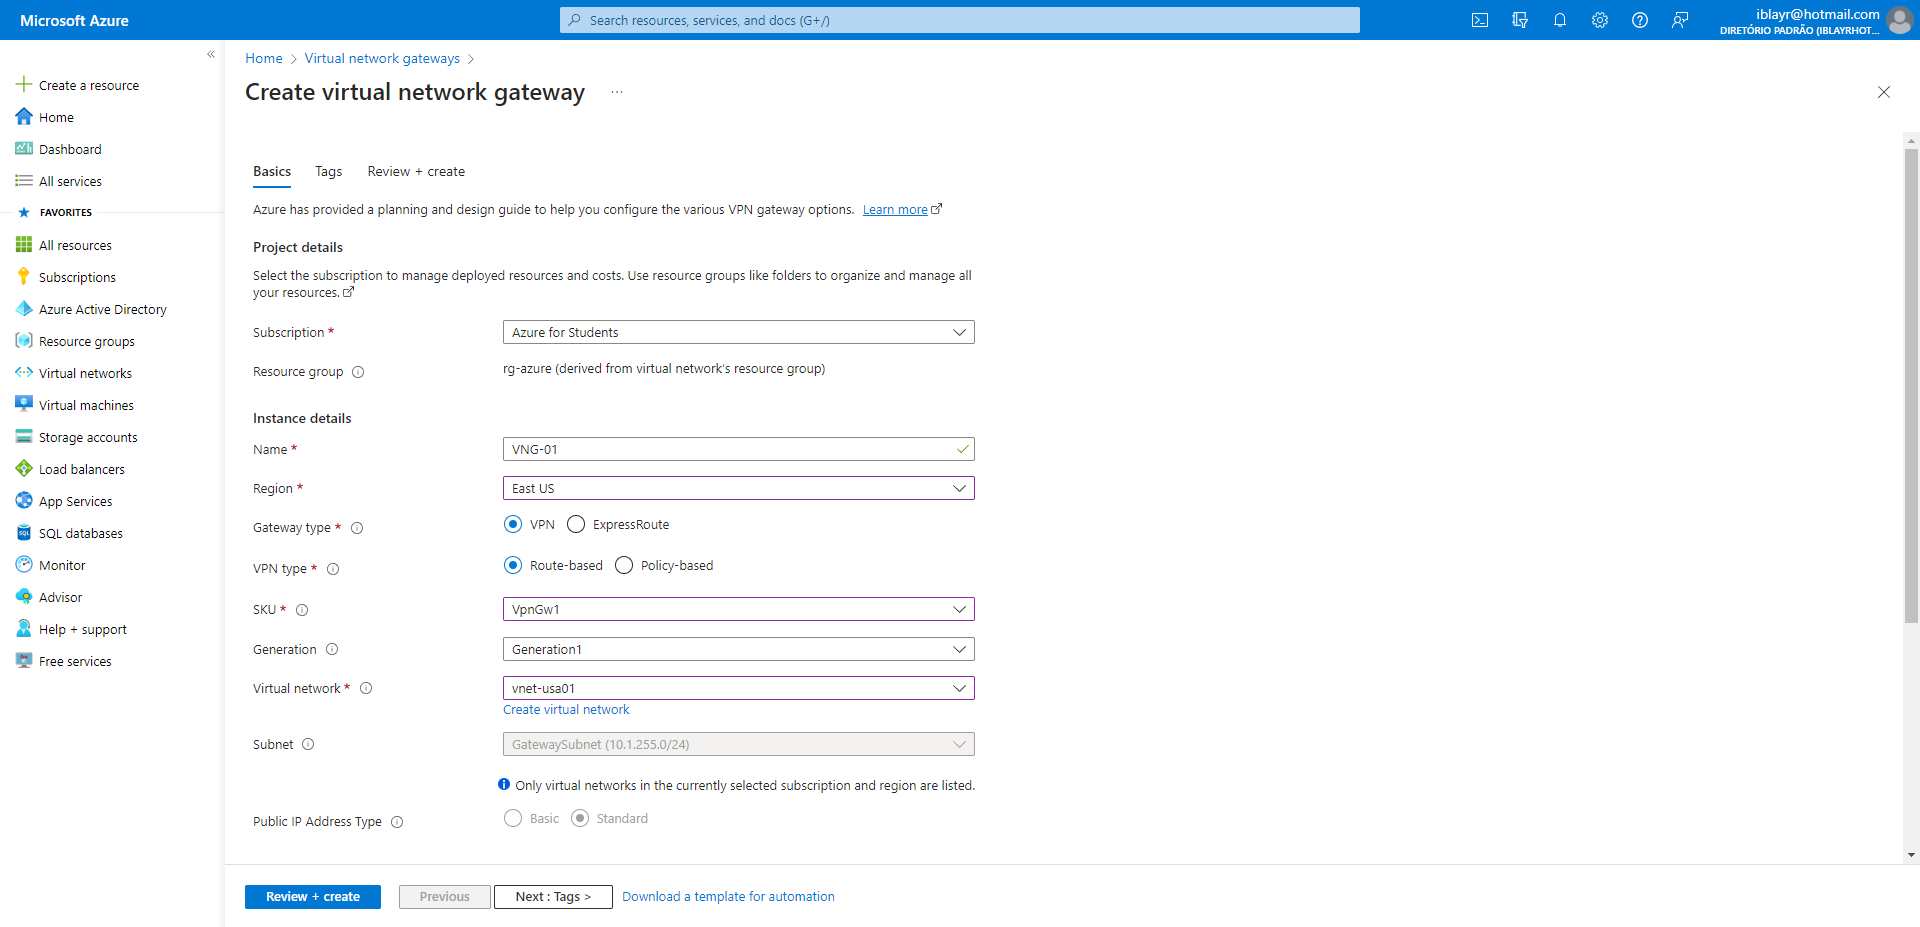 Microsoft Azure
Search resources, services, and docs (G+/)
iblayr@hotmail.com
DIRETÓRIO PADRÃO (IBLAYRHOT...
«
Create a resource
Home
Dashboard
All services
FAVORITES
All resources
Subscriptions
Azure Active Directory
Resource groups
Virtual networks
Virtual machines
Storage accounts
Load balancers
App Services
SQL databases
Monitor
Advisor
Help + support
Free services
Home > Virtual network gateways >
Create virtual network gateway ...
Basics Tags Review + create
Azure has provided a planning and design guide to help you configure the various VPN gateway options. Learn more
Project details
Select the subscription to manage deployed resources and costs. Use resource groups like folders to organize and manage all
your resources.
Subscription * Azure for Students
Resource group rg-azure (derived from virtual network's resource group)
Instance details
Name * VNG-01
Region * East US
Gateway type * VPN ExpressRoute
VPN type * Route-based Policy-based
SKU * VpnGw1
Generation Generation1
Virtual network * vnet-usa01
Create virtual network
Subnet GatewaySubnet (10.1.255.0/24)
Only virtual networks in the currently selected subscription and region are listed.
Public IP Address Type Basic Standard
Review + create Previous Next : Tags > Download a template for automation